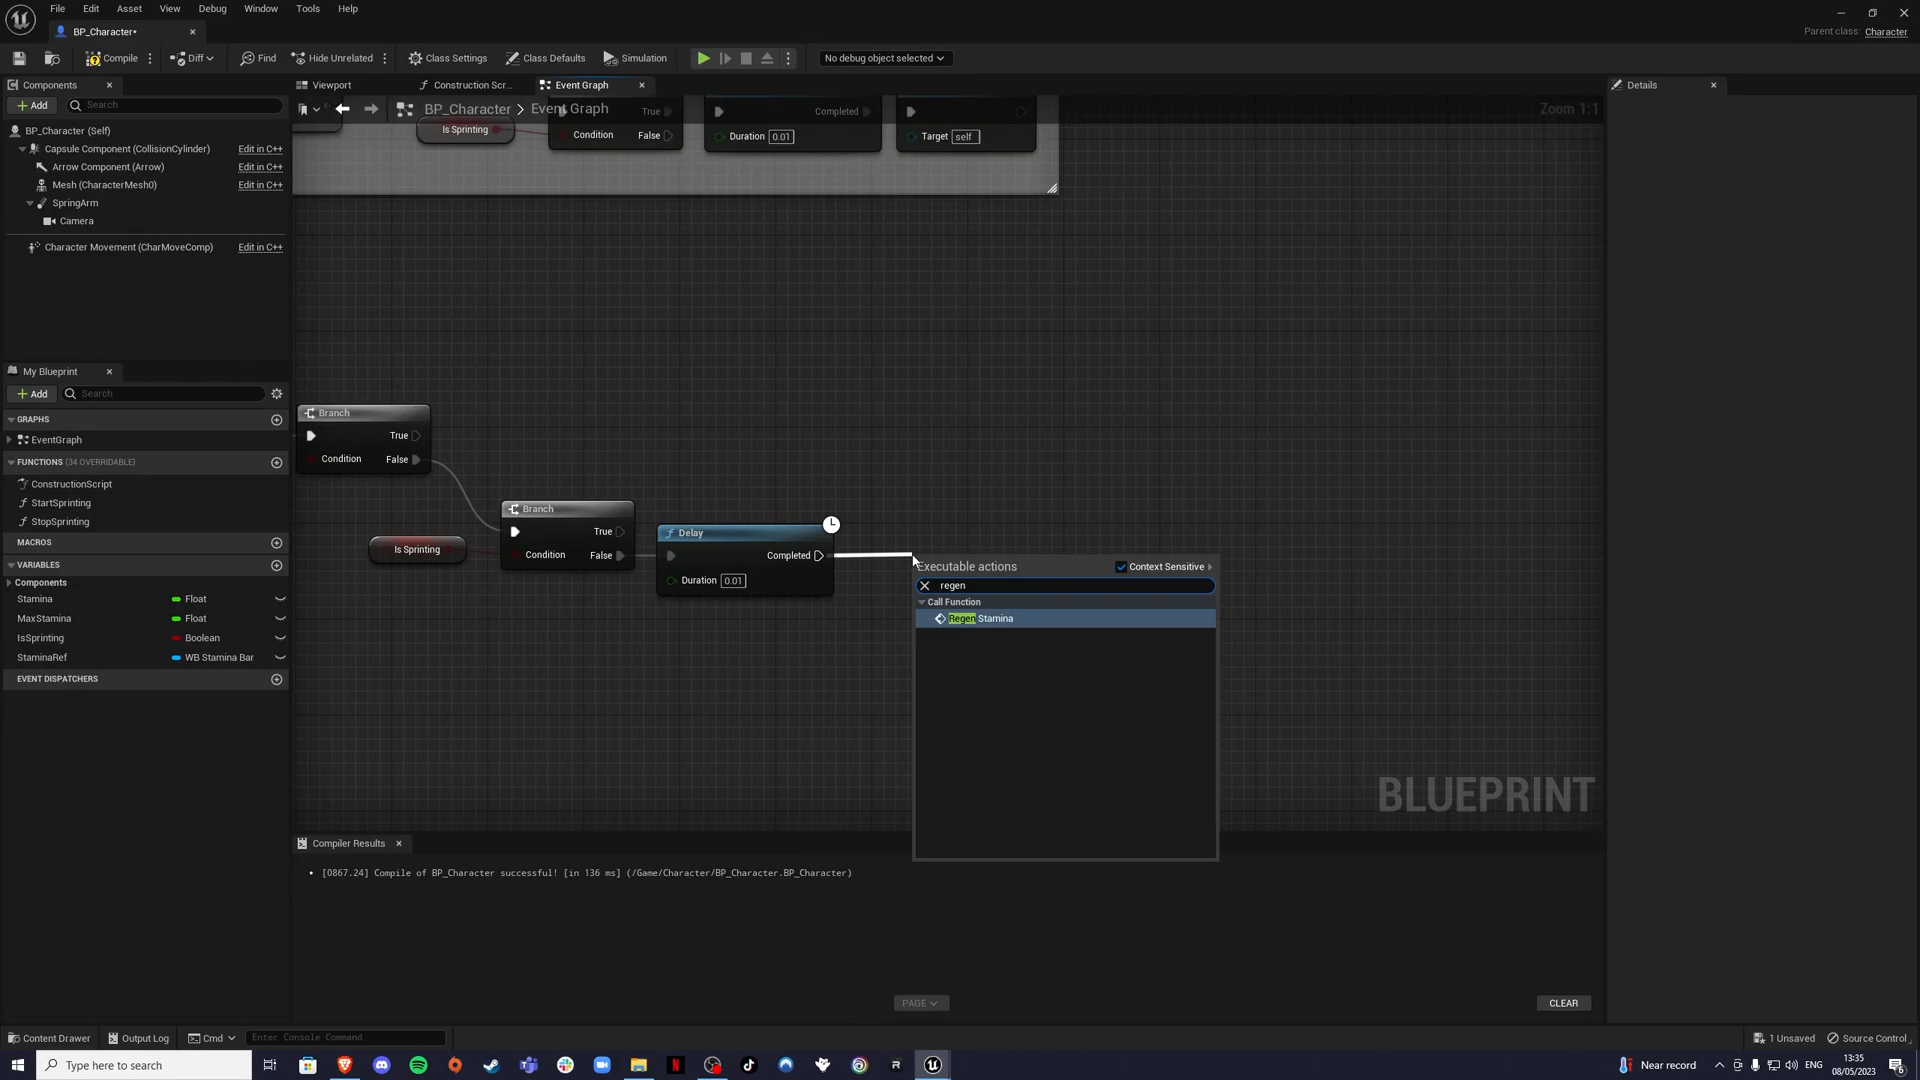 File Edit Asset View Debug Window Tools Help
BP_Character*
Parent class: Character
Compile Diff Find Hide Unrelated Class Settings Class Defaults Simulation No debug object selected
Components
Viewport Construction Scr... Event Graph
Details
Add Search
BP_Character > Event Graph Zoom 1:1
BP_Character (Self)
Capsule Component (CollisionCylinder) Edit in C++
Arrow Component (Arrow) Edit in C++
Mesh (CharacterMesh0) Edit in C++
SpringArm
Camera
Character Movement (CharMoveComp) Edit in C++
True Completed
Is Sprinting Condition False Duration 0.01 Target self
My Blueprint
Add Search
GRAPHS
EventGraph
FUNCTIONS (34 OVERRIDABLE)
ConstructionScript
StartSprinting
StopSprinting
MACROS
VARIABLES
Components
Stamina Float
MaxStamina Float
IsSprinting Boolean
StaminaRef WB Stamina Bar
EVENT DISPATCHERS
Branch
True
Condition False
Branch
True
Is Sprinting Condition False
Delay
Completed
Duration 0.01
Executable actions Context Sensitive
regen
Call Function
Regen Stamina
BLUEPRINT
Compiler Results
[0867.24] Compile of BP_Character successful! [in 136 ms] (/Game/Character/BP_Character.BP_Character)
PAGE CLEAR
Content Drawer Output Log Cmd Enter Console Command 1 Unsaved Source Control
Type here to search Near record ENG 13:35
08/05/2023 6